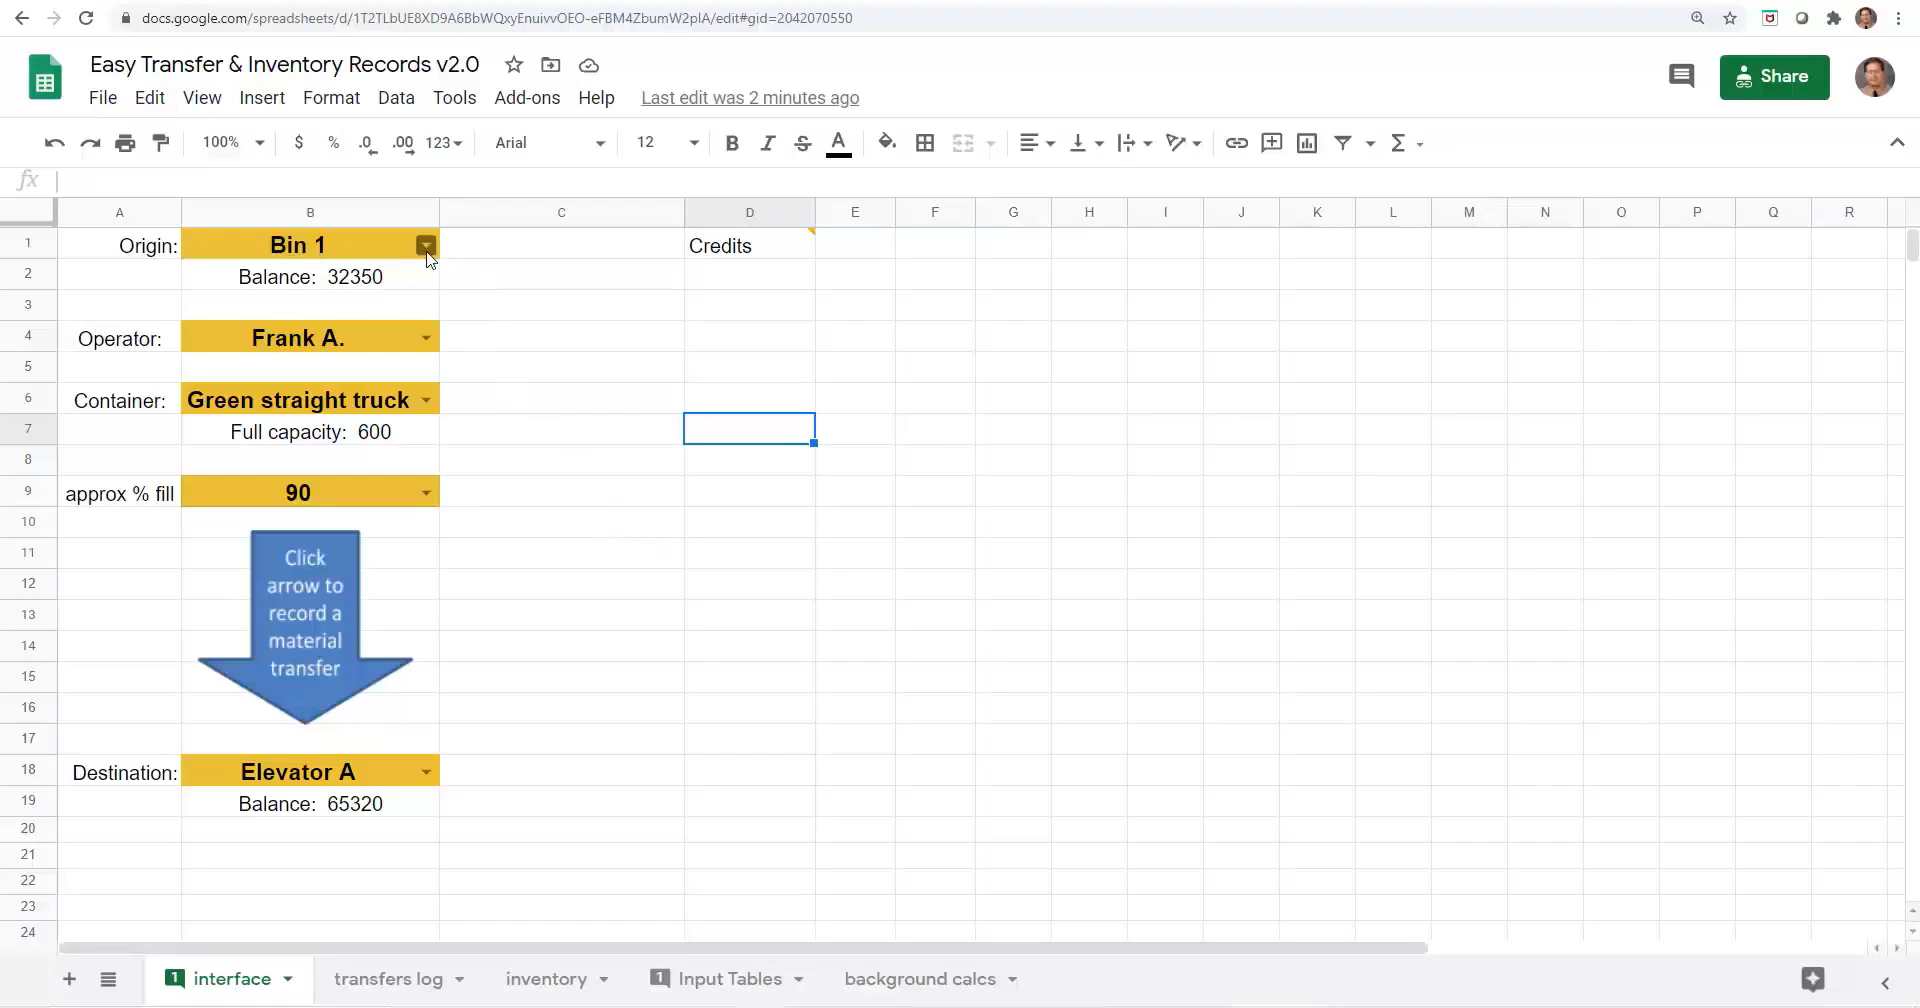 docs.google.com/spreadsheets/d/1T2TLbUE8XD9A6BbWQxyEnuivvOEO-eFBM4ZbumW2pIA/edit#gid=2042070550
Easy Transfer & Inventory Records v2.0
Share
File Edit View Insert Format Data Tools Add-ons Help Last edit was 2 minutes ago
100% $ % .0 .00 123 Arial 12 B I S A Σ
fx
A B C D E F G H I J K L M N O P Q R
1 Origin: Bin 1 Credits
2 Balance: 32350
3
4 Operator: Frank A.
5
6 Container: Green straight truck
7 Full capacity: 600
8
9 approx % fill 90
10
11
12
13
14
15
16
17
Click
arrow to
record a
material
transfer
18 Destination: Elevator A
19 Balance: 65320
20
21
22
23
24
1 interface transfers log inventory 1 Input Tables background calcs